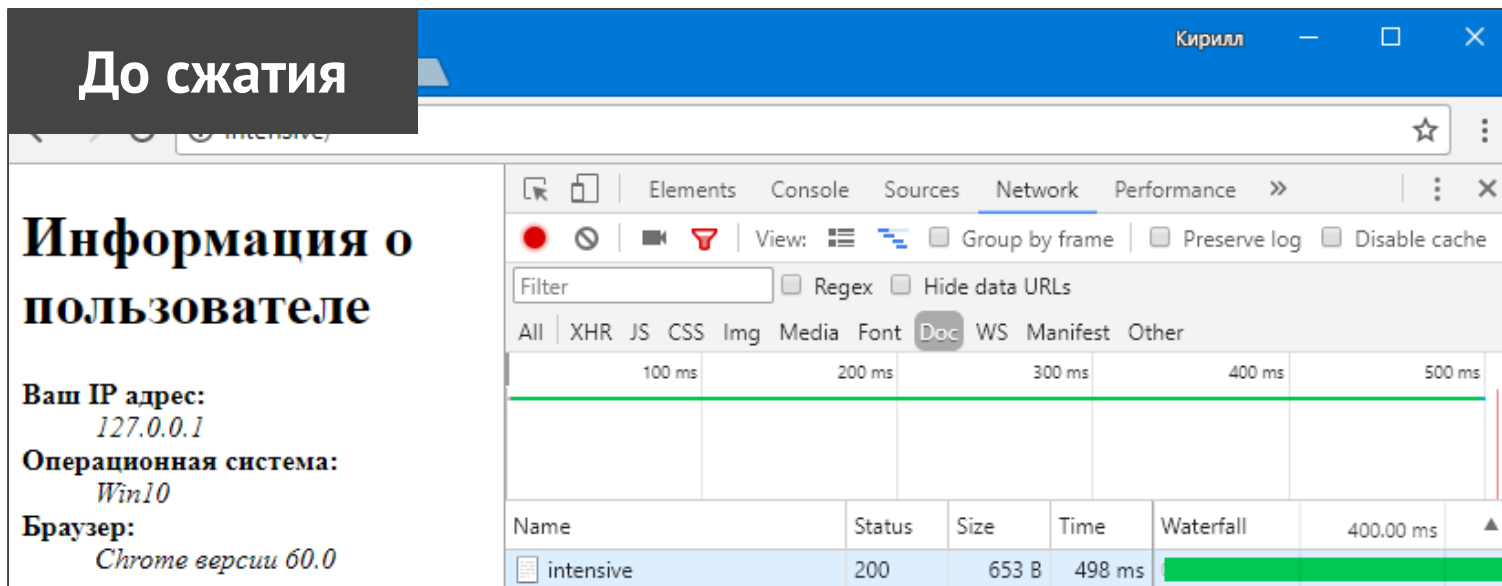 До сжатия
Кирилл
intensive/
Информация о
пользователе
Ваш IP адрес:
127.0.0.1
Операционная система:
Win10
Браузер:
Chrome версии 60.0
Elements Console Sources Network Performance »
View: Group by frame Preserve log Disable cache
Filter Regex Hide data URLs
All XHR JS CSS Img Media Font Doc WS Manifest Other
100 ms 200 ms 300 ms 400 ms 500 ms
Name Status Size Time Waterfall 400.00 ms
intensive 200 653 B 498 ms